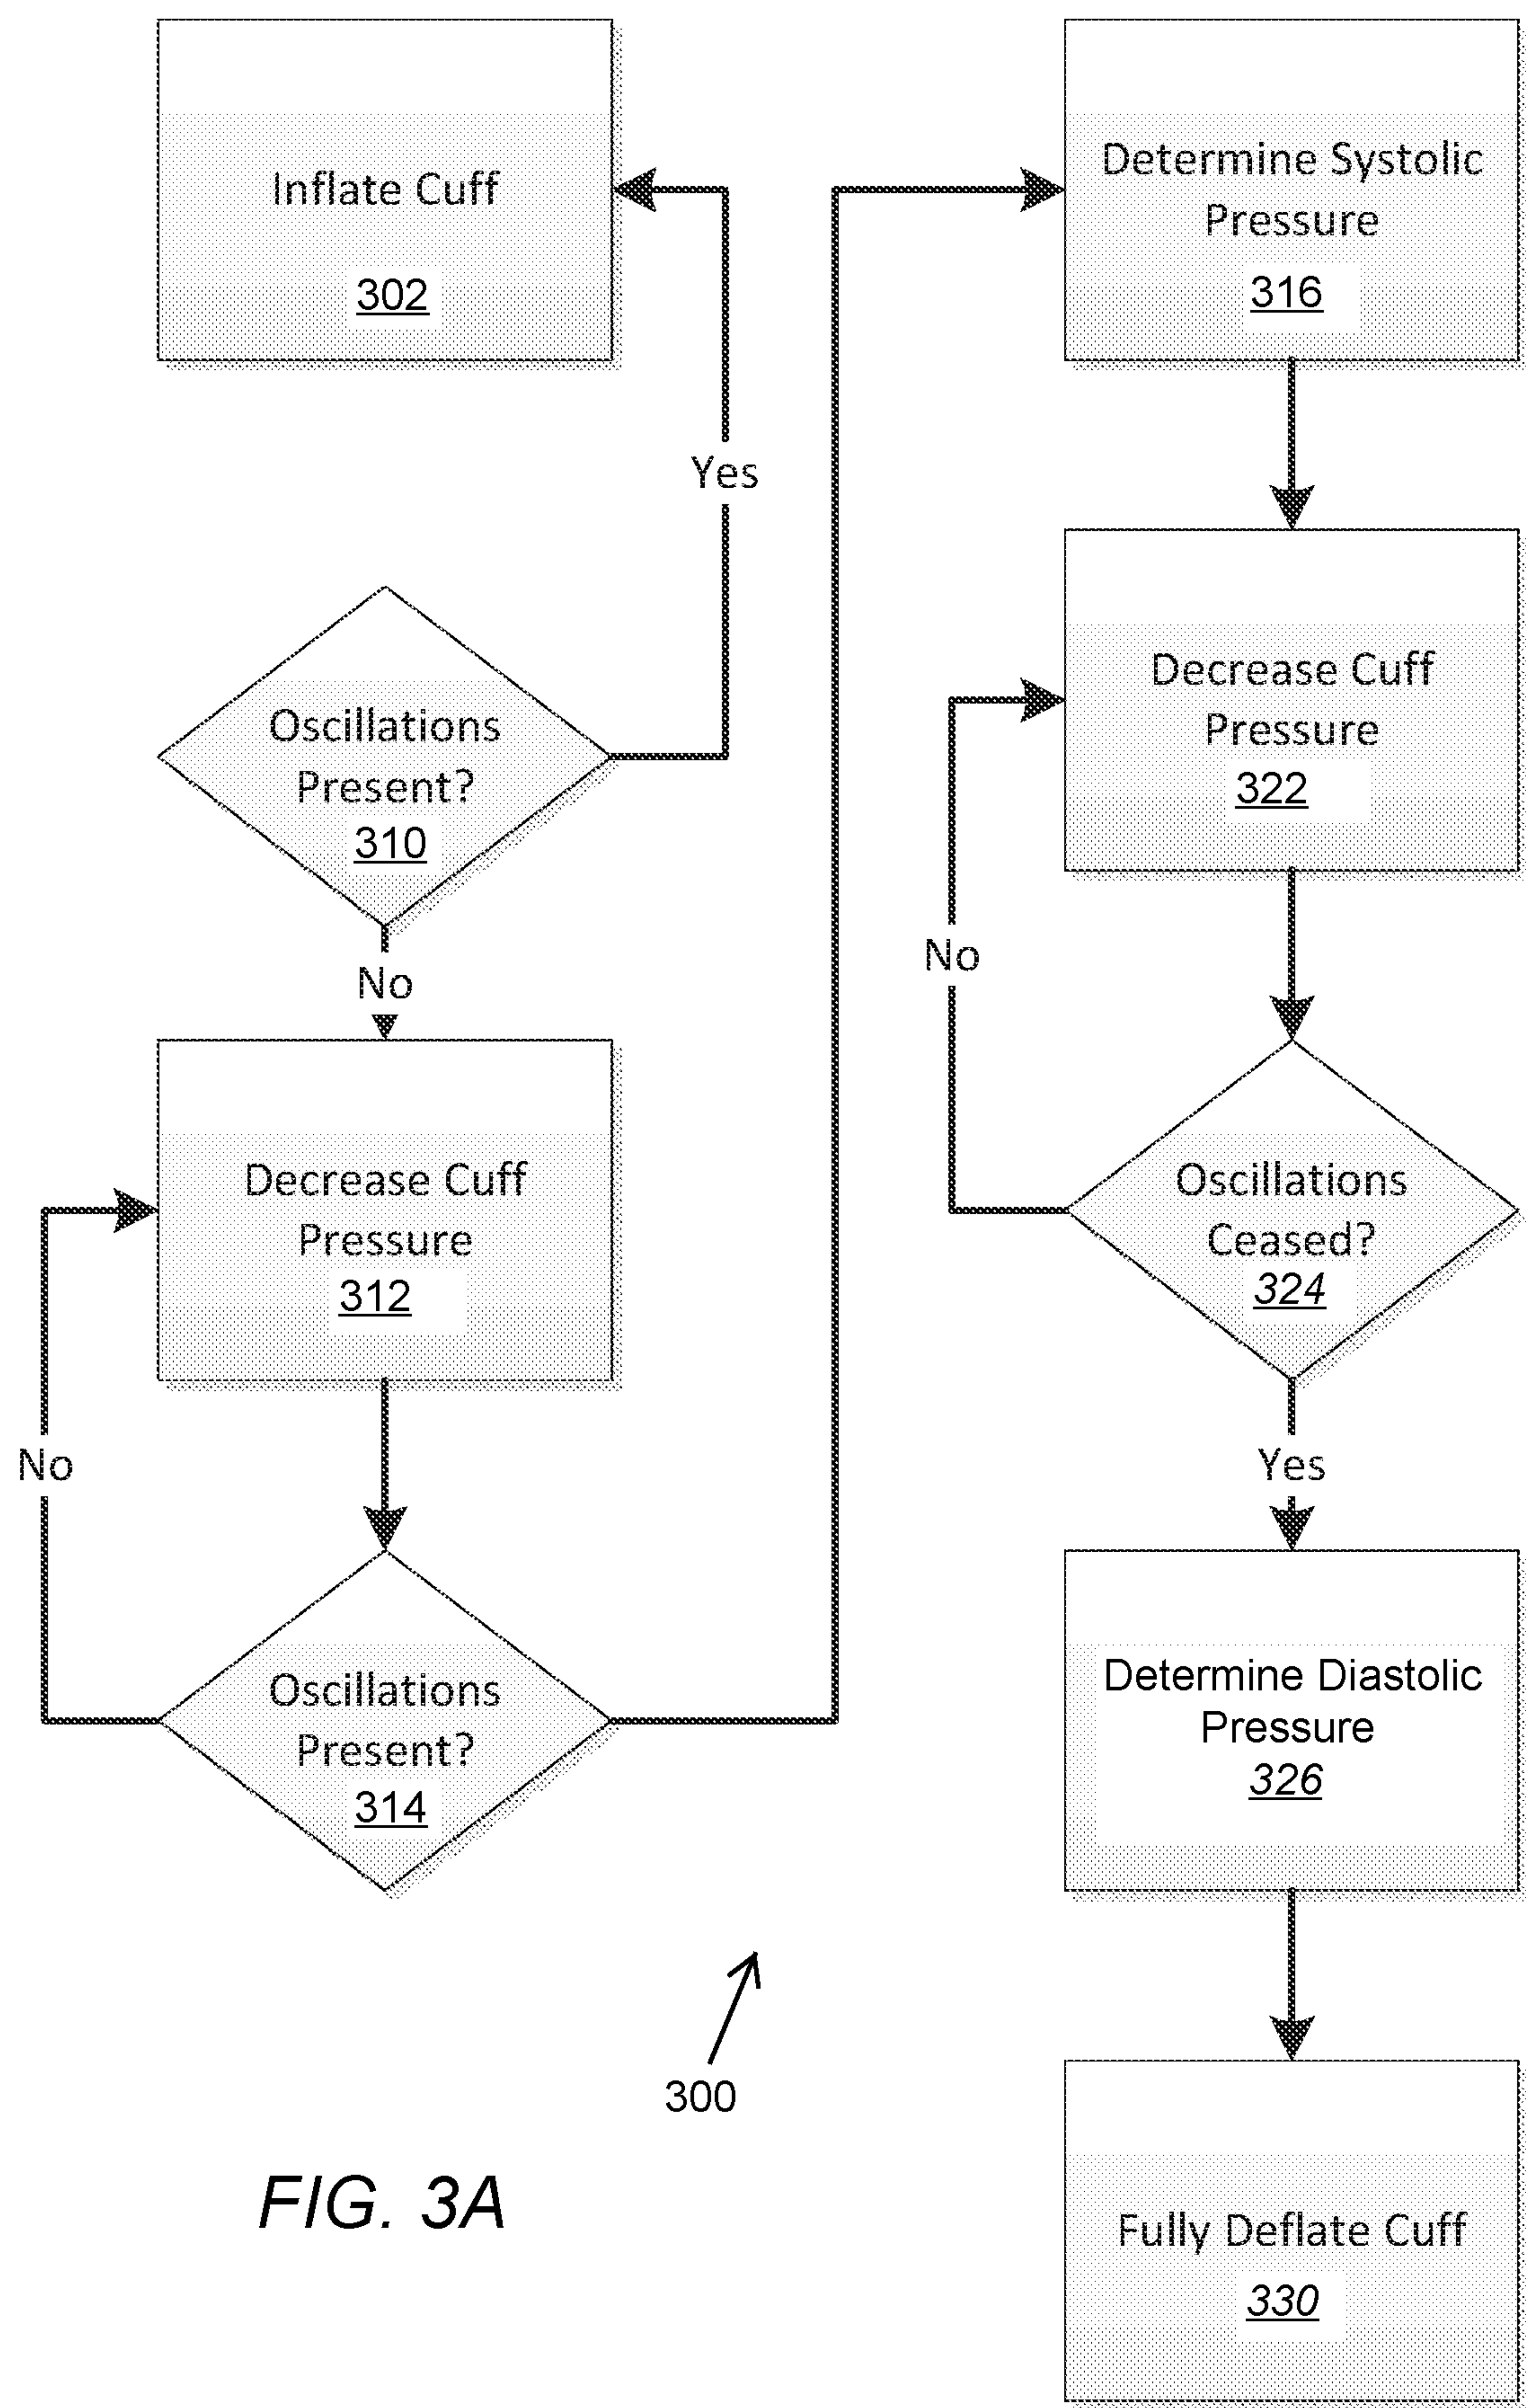 Inflate Cuff
302
Yes
Oscillations
Present?
310
No
Decrease Cuff
Pressure
312
No
Oscillations
Present?
314
Determine Systolic
Pressure
316
Decrease Cuff
Pressure
322
No
Oscillations
Ceased?
324
Yes
Determine Diastolic
Pressure
326
Fully Deflate Cuff
330
300
FIG. 3A